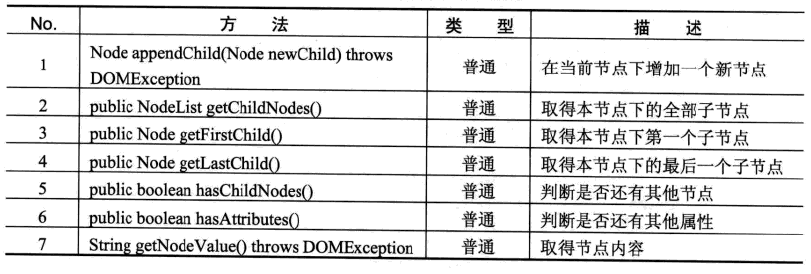 No. 方 法 类 型 描 述
1 Node appendChild(Node newChild) throws DOMException 普通 在当前节点下增加一个新节点
2 public NodeList getChildNodes() 普通 取得本节点下的全部子节点
3 public Node getFirstChild() 普通 取得本节点下第一个子节点
4 public Node getLastChild() 普通 取得本节点下的最后一个子节点
5 public boolean hasChildNodes() 普通 判断是否还有其他节点
6 public boolean hasAttributes() 普通 判断是否还有其他属性
7 String getNodeValue() throws DOMException 普通 取得节点内容